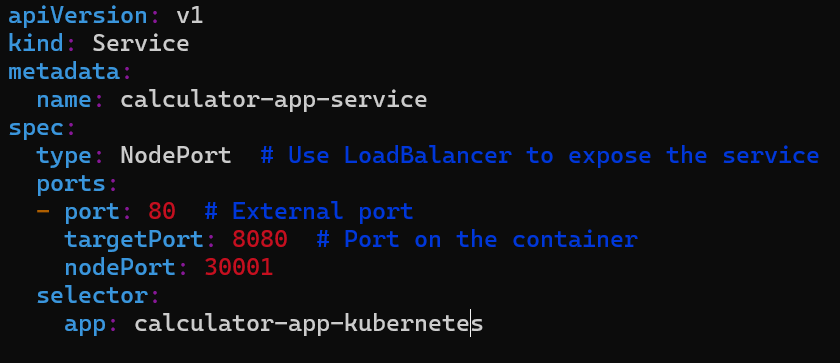 apiVersion: v1
kind: Service
metadata:
  name: calculator-app-service
spec:
  type: NodePort  # Use LoadBalancer to expose the service
  ports:
  - port: 80  # External port
    targetPort: 8080  # Port on the container
    nodePort: 30001
  selector:
    app: calculator-app-kubernetes